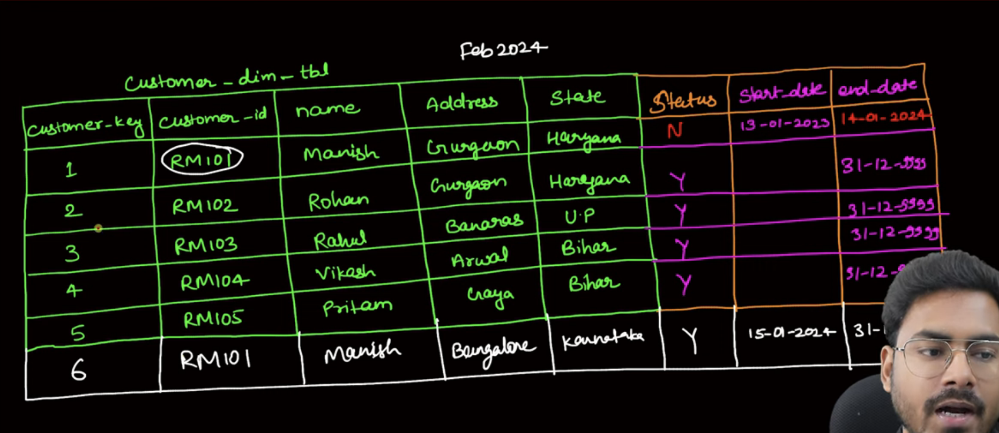 Feb 2024
Customer_dim_tbl
customer_key customer_id name Address State Status start_date end_date
1 RM101 Manish Gurgaon Haryana N 13-01-2023 14-01-2024
2 RM102 Rohan Gurgaon Haryana Y 31-12-9999
3 RM103 Rahul Banaras U.P Y 31-12-9999
4 RM104 Vikash Arwal Bihar Y 31-12-9999
5 RM105 Pritam Gaya Bihar Y 31-12-
6 RM101 Manish Bangalore Karnataka Y 15-01-2024 31-